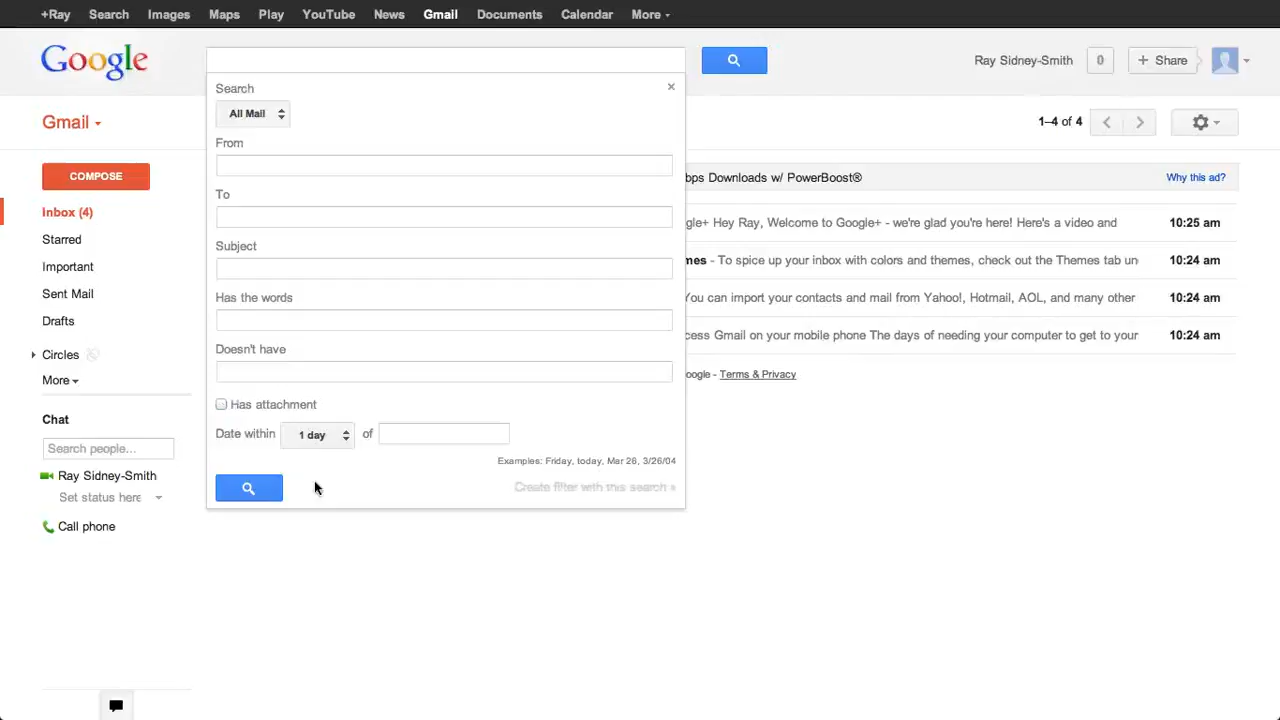 +Ray Search Images Maps Play YouTube News Gmail Documents Calendar More
Google
Ray Sidney-Smith 0 + Share
Gmail
1–4 of 4
COMPOSE
Inbox (4)
Starred
Important
Sent Mail
Drafts
Circles
More
Chat
Search people...
Ray Sidney-Smith
Set status here
Call phone
Search
All Mail
From
To
Subject
Has the words
Doesn't have
Has attachment
Date within 1 day of
Examples: Friday, today, Mar 26, 3/26/04
Create filter with this search »
bps Downloads w/ PowerBoost® Why this ad?
gle+ Hey Ray, Welcome to Google+ - we're glad you're here! Here's a video and 10:25 am
mes - To spice up your inbox with colors and themes, check out the Themes tab un 10:24 am
You can import your contacts and mail from Yahoo!, Hotmail, AOL, and many other 10:24 am
cess Gmail on your mobile phone The days of needing your computer to get to your 10:24 am
oogle - Terms & Privacy